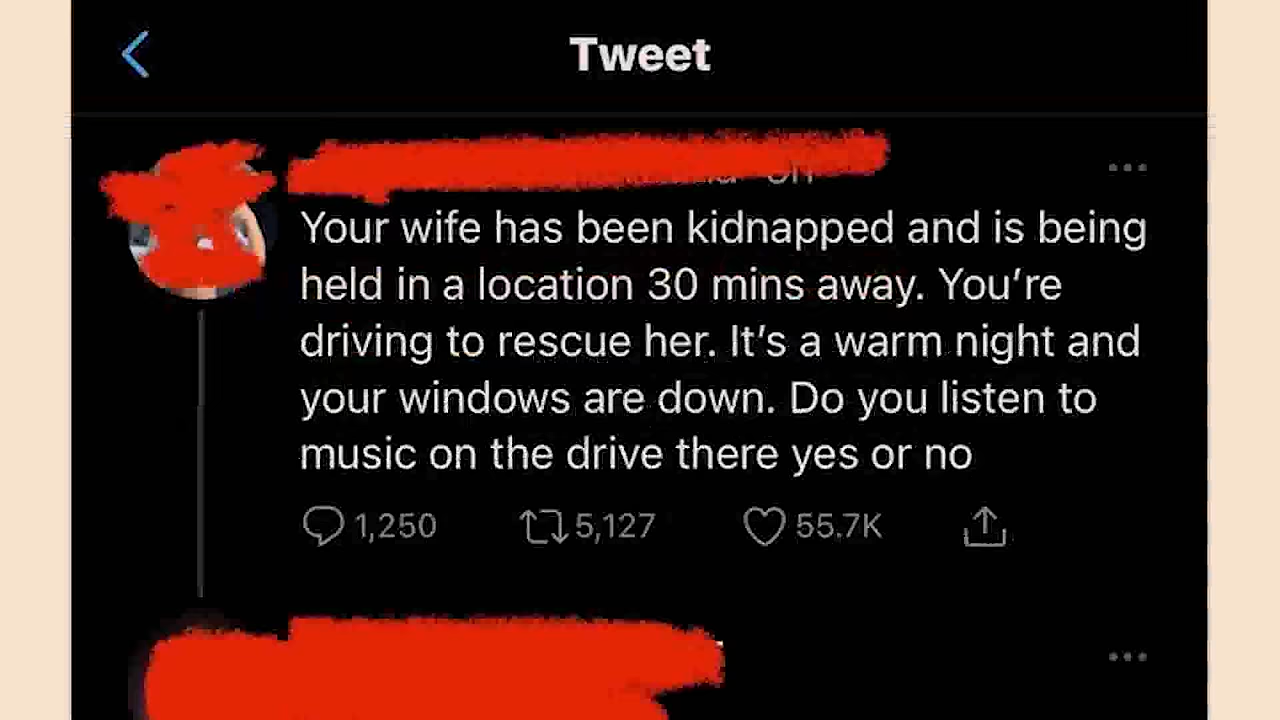 Tweet
Your wife has been kidnapped and is being
held in a location 30 mins away. You’re
driving to rescue her. It’s a warm night and
your windows are down. Do you listen to
music on the drive there yes or no
1,250 5,127 55.7K